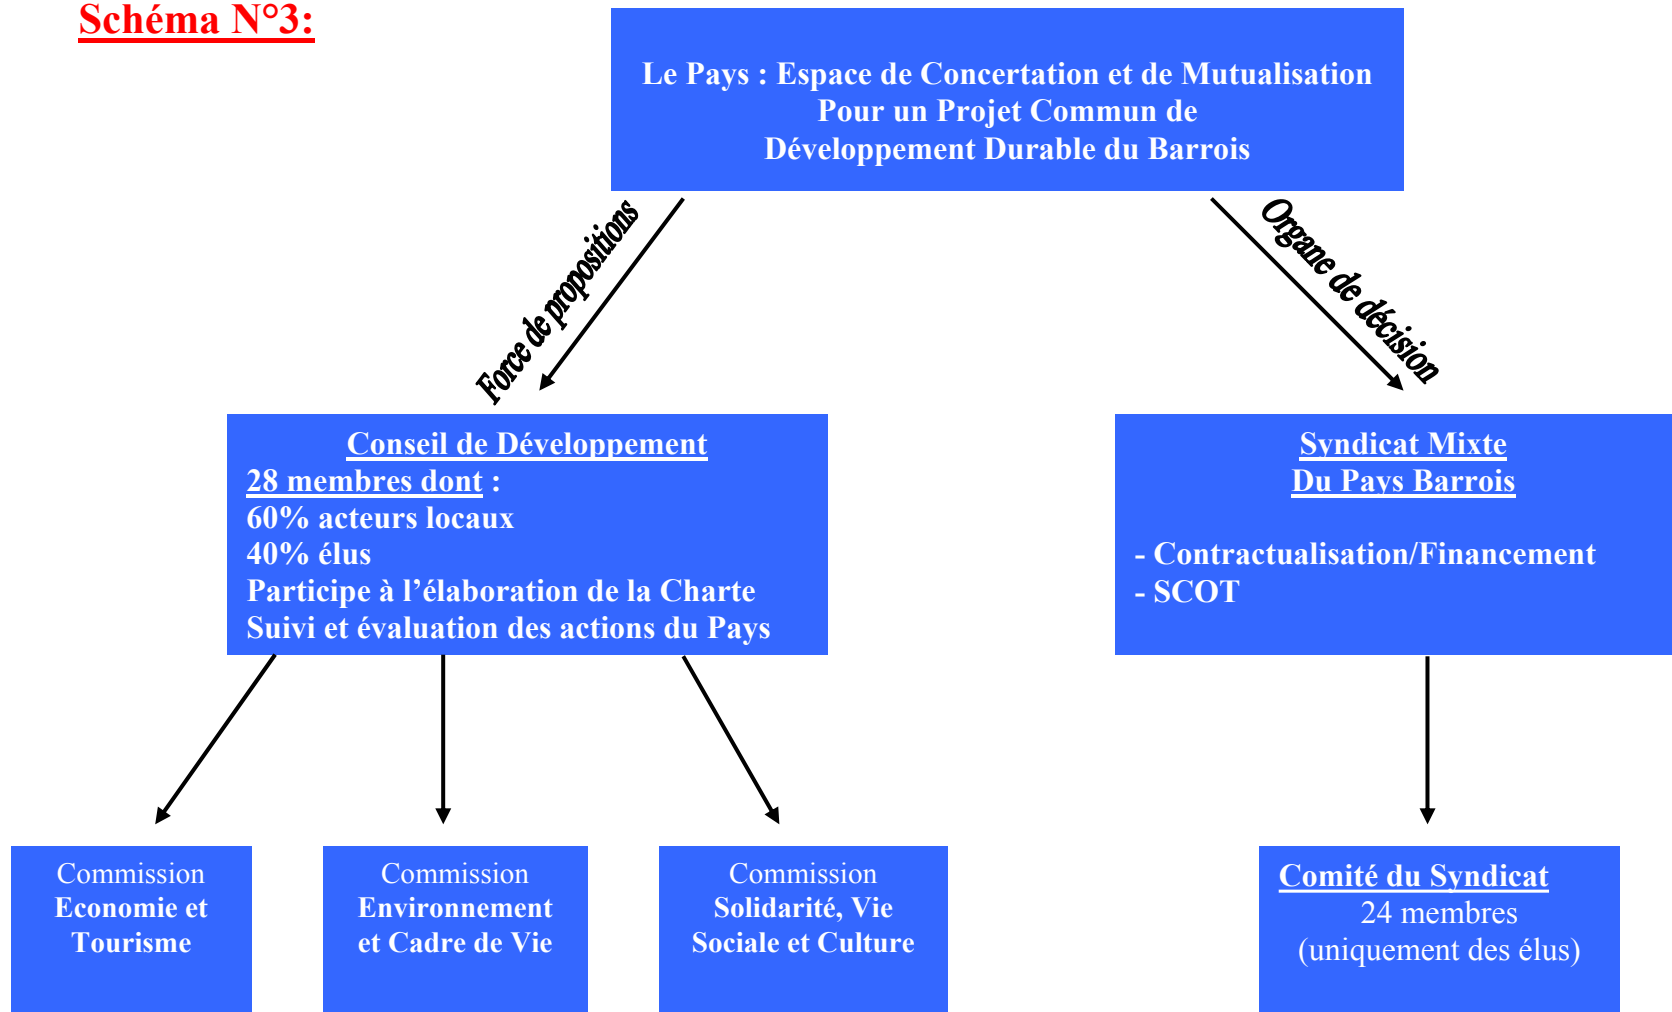 Schéma N°3:
Le Pays : Espace de Concertation et de Mutualisation
Pour un Projet Commun de
Développement Durable du Barrois
Force de propositions
Organe de décision
Conseil de Développement
28 membres dont :
60% acteurs locaux
40% élus
Participe à l’élaboration de la Charte
Suivi et évaluation des actions du Pays
Syndicat Mixte
Du Pays Barrois
- Contractualisation/Financement
- SCOT
Commission
Economie et
Tourisme
Commission
Environnement
et Cadre de Vie
Commission
Solidarité, Vie
Sociale et Culture
Comité du Syndicat
24 membres
(uniquement des élus)